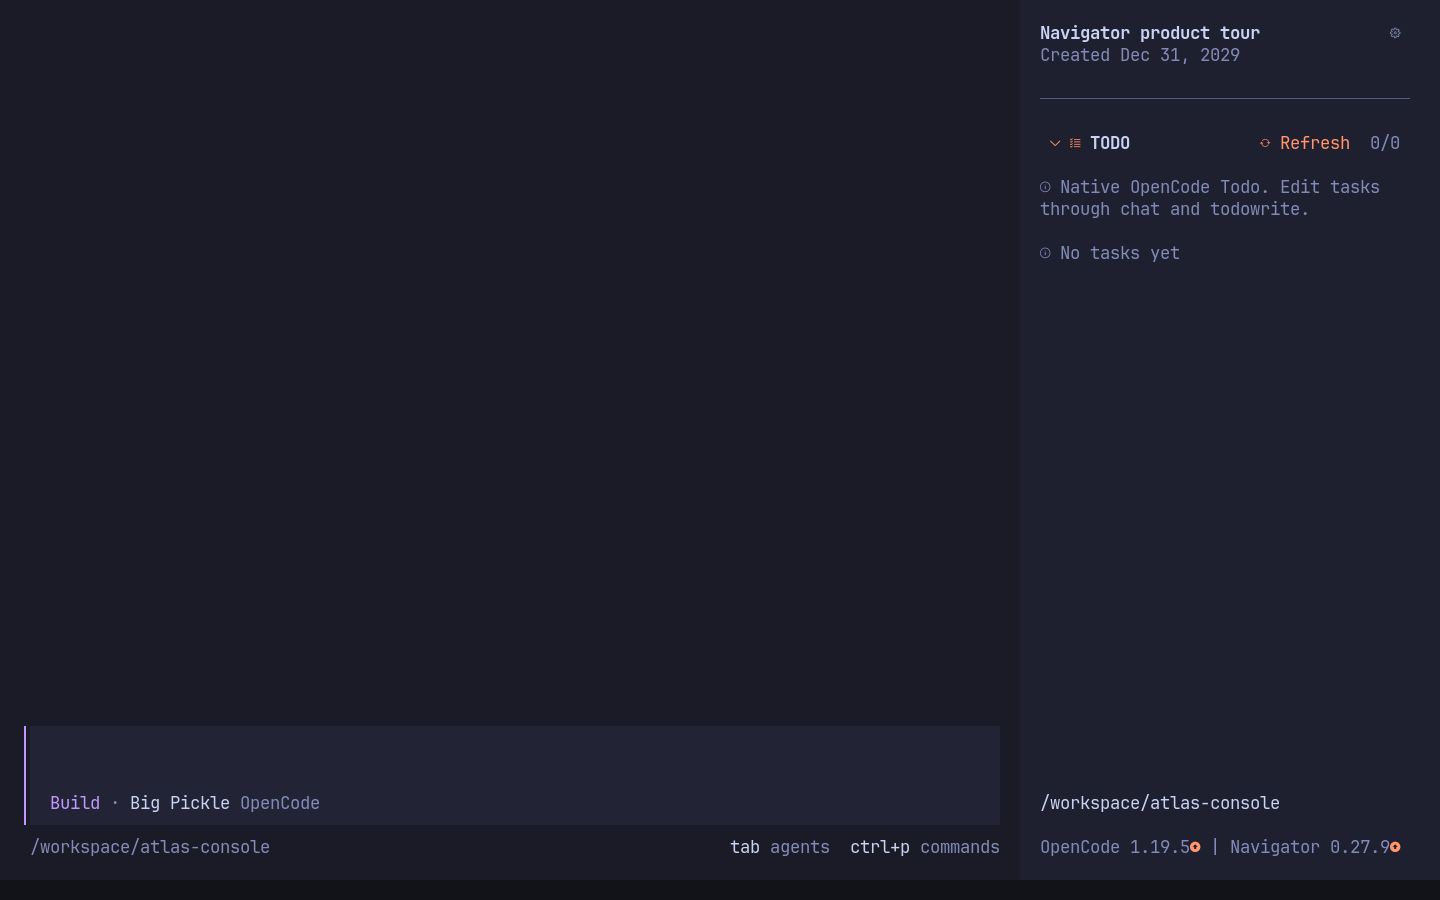 Navigator product tour
Created Dec 31, 2029
TODO Refresh 0/0
Native OpenCode Todo. Edit tasks
through chat and todowrite.
No tasks yet
Build · Big Pickle OpenCode
/workspace/atlas-console
tab agents ctrl+p commands
/workspace/atlas-console
OpenCode 1.19.5 | Navigator 0.27.9